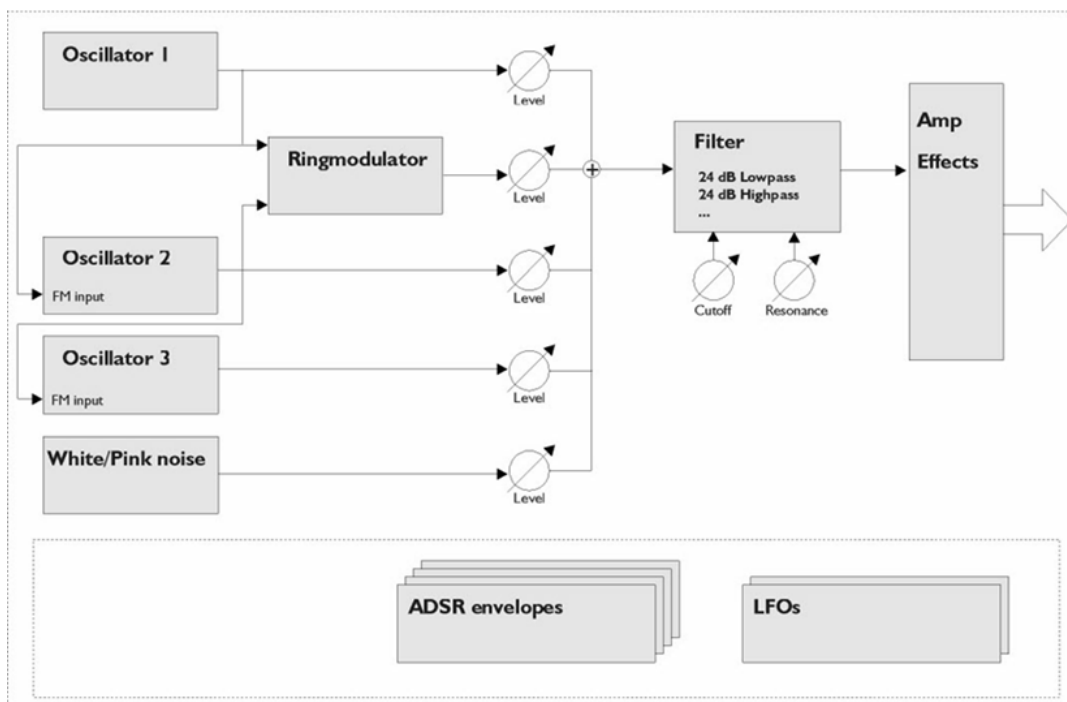 Oscillator 1
Level
Ringmodulator
Level
Oscillator 2
FM input
Level
Oscillator 3
FM input
Level
White/Pink noise
Level
Filter
24 dB Lowpass
24 dB Highpass
...
Cutoff
Resonance
Amp
Effects
ADSR envelopes
LFOs